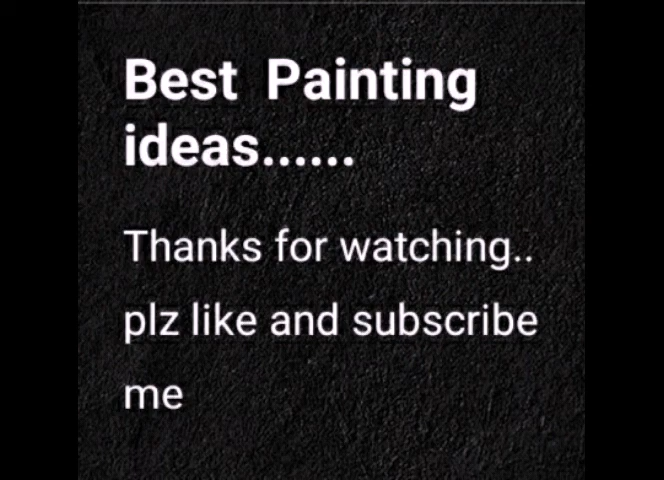 Best  Painting
ideas......
Thanks for watching..
plz like and subscribe
me